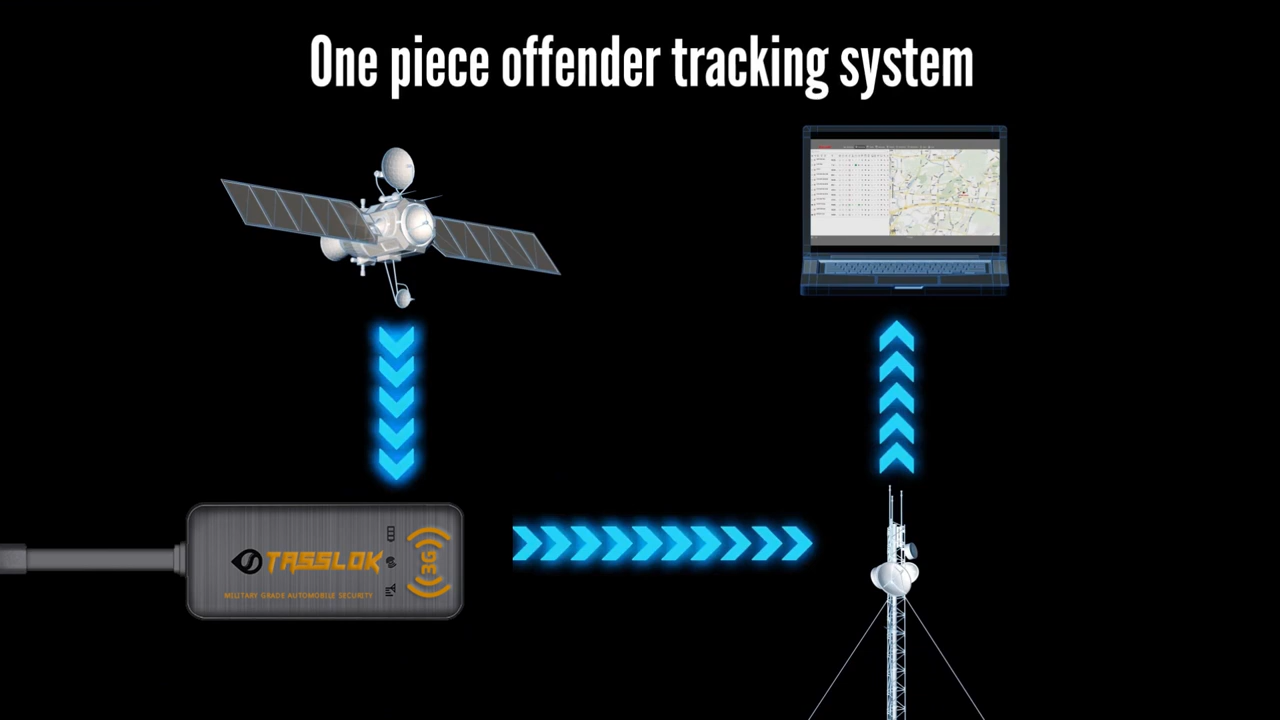 One piece offender tracking system
TASSLOK
MILITARY GRADE AUTOMOBILE SECURITY
3G